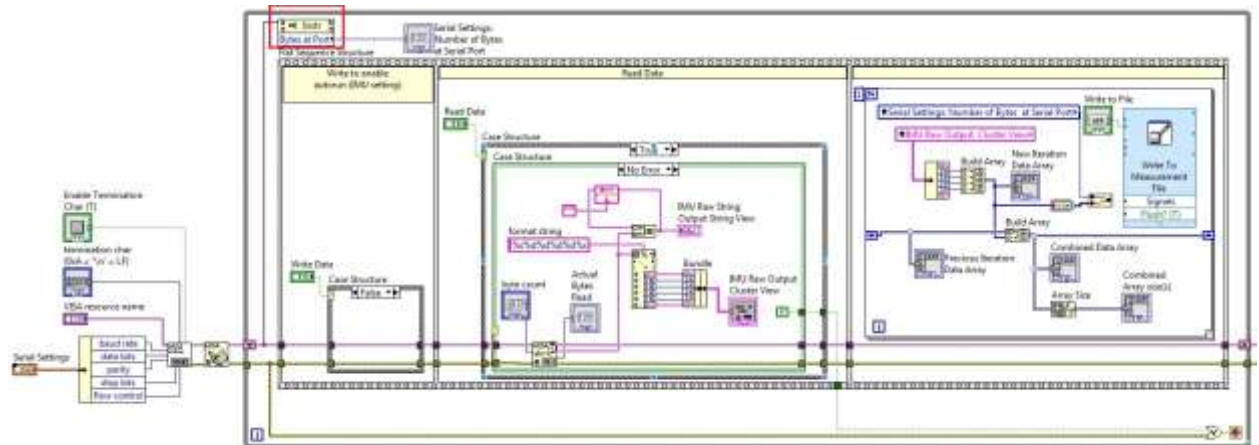 Instr
Bytes at Port
Serial Settings:
Number of Bytes
at Serial Port
Flat Sequence Structure
Write to enable
autorun (IMU setting)
Read Data
Read Data
Case Structure
True
Case Structure
No Error
IMU Raw String
Output String View
format string
byte count
Actual
Bytes
Read
Bundle
IMU Raw Output
Cluster View
Write Data
Case Structure
False
Enable Termination
Char (T)
VISA resource name
Serial Settings
baud rate
data bits
parity
stop bits
flow control
Serial Settings: Number of Bytes at Serial Port
IMU Raw Output Cluster View
Write to File
Build Array
New Iteration
Data Array
Write To
Measurement
File
Signals
Build Array
Previous Iteration
Data Array
Combined Data Array
Array Size
Combined
Array size(s)
i
i